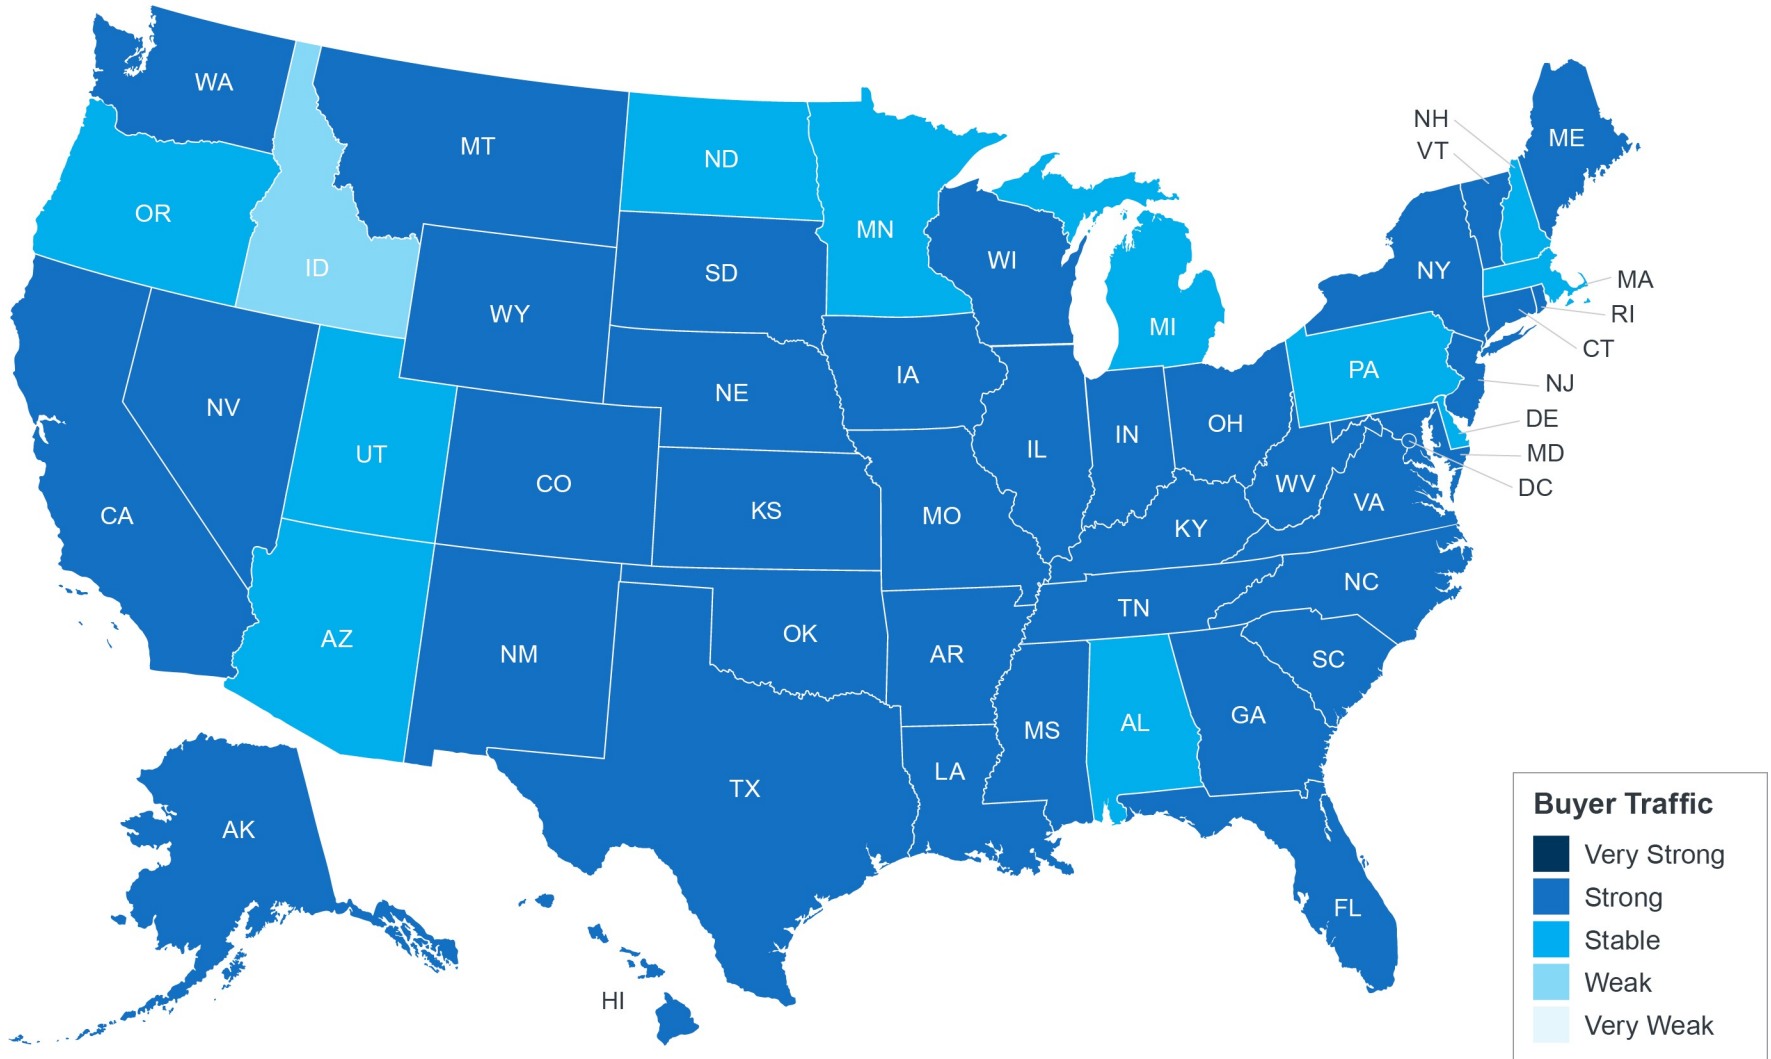 WA
MT
ND
MN
OR
ID
SD
WI
WY
MI
NH
VT
ME
NY
MA
RI
CT
NJ
DE
MD
DC
PA
IA
NE
NV
UT
CO
CA
KS
MO
IL
IN
OH
WV
VA
KY
NC
TN
SC
AZ
NM
OK
AR
MS
AL
GA
LA
TX
FL
AK
HI
Buyer Traffic
Very Strong
Strong
Stable
Weak
Very Weak